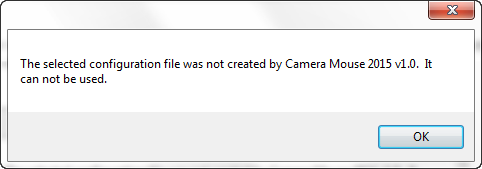 The selected configuration file was not created by Camera Mouse 2015 v1.0.  It
can not be used.
OK